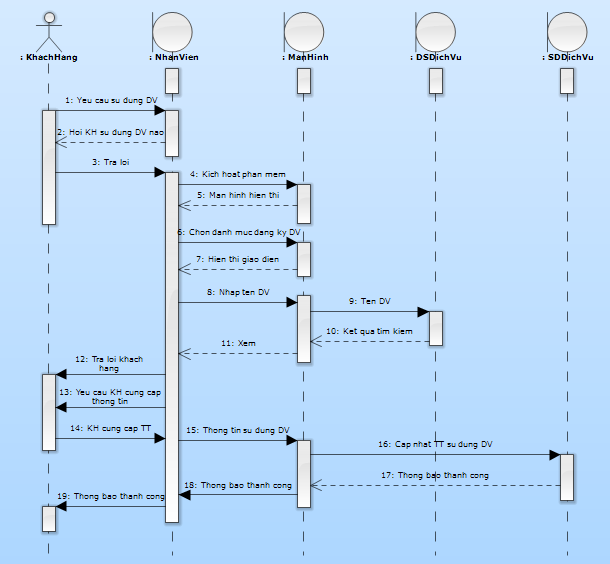 : KhachHang
: NhanVien
: ManHinh
: DSDichVu
: SDDichVu
1: Yeu cau su dung DV
2: Hoi KH su dung DV nao
3: Tra loi
4: Kich hoat phan mem
5: Man hinh hien thi
6: Chon danh muc dang ky DV
7: Hien thi giao dien
8: Nhap ten DV
9: Ten DV
10: Ket qua tim kiem
11: Xem
12: Tra loi khach
hang
13: Yeu cau KH cung cap
thong tin
14: KH cung cap TT
15: Thong tin su dung DV
16: Cap nhat TT su dung DV
17: Thong bao thanh cong
18: Thong bao thanh cong
19: Thong bao thanh cong